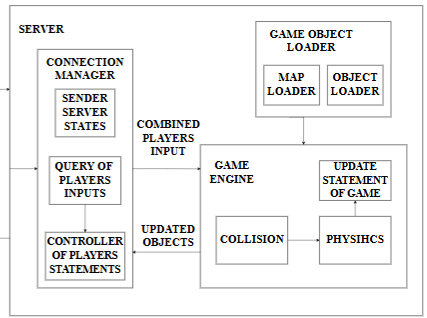 SERVER
CONNECTION
MANAGER
SENDER
SERVER
STATES
QUERY OF
PLAYERS
INPUTS
CONTROLLER
OF PLAYERS
STATEMENTS
COMBINED
PLAYERS
INPUT
UPDATED
OBJECTS
GAME OBJECT
LOADER
MAP
LOADER
OBJECT
LOADER
GAME
ENGINE
UPDATE
STATEMENT
OF GAME
COLLISION
PHYSIHCS